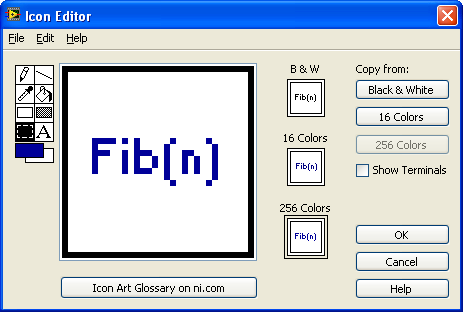 Icon Editor
File Edit Help
B & W
Copy from:
Fib(n)
Fib(n)
Black & White
16 Colors
16 Colors
Fib(n)
256 Colors
Show Terminals
256 Colors
Fib(n)
OK
Cancel
Icon Art Glossary on ni.com
Help
A